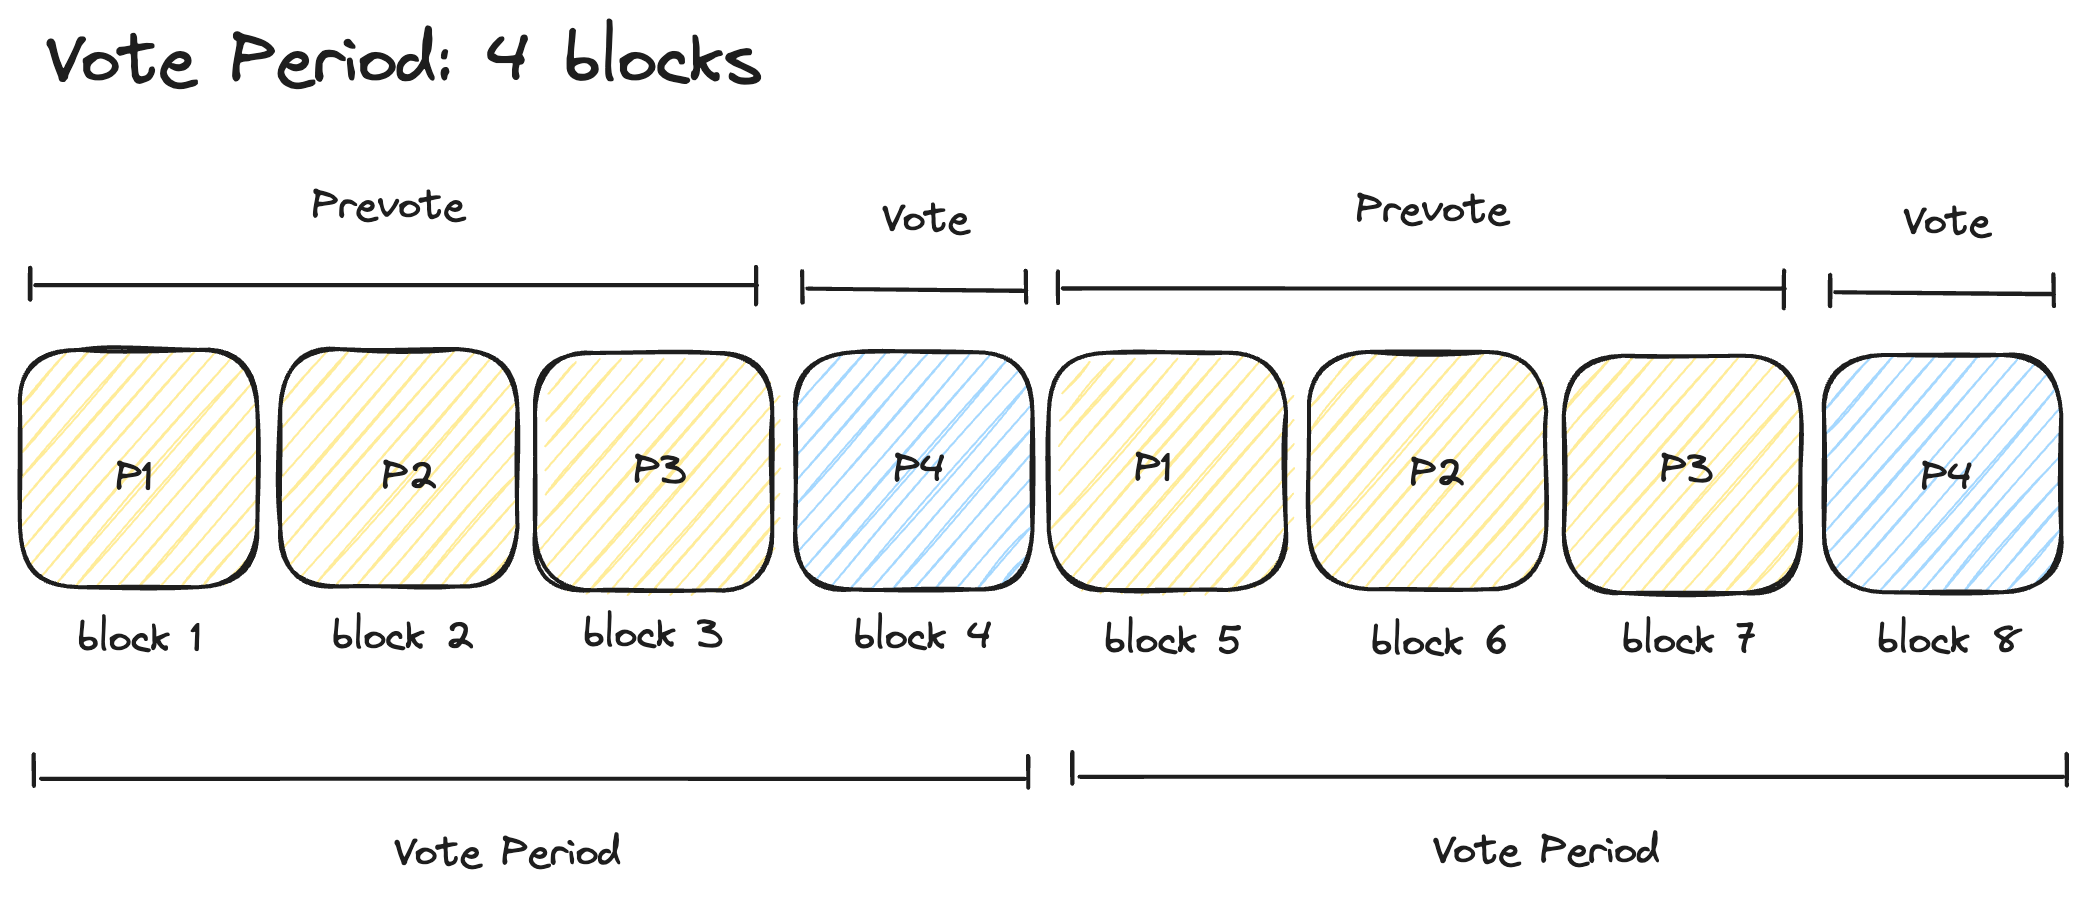 Vote Period: 4 blocks
Prevote Vote Prevote Vote
P1 P2 P3 P4 P1 P2 P3 P4
block 1 block 2 block 3 block 4 block 5 block 6 block 7 block 8
Vote Period Vote Period